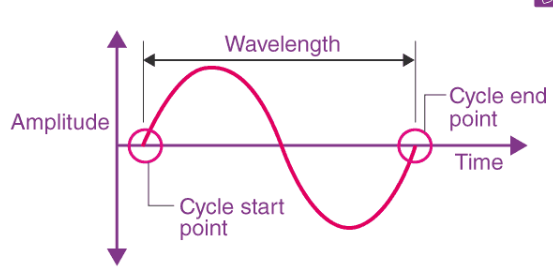 Wavelength
Amplitude
Cycle end
point
Time
Cycle start
point